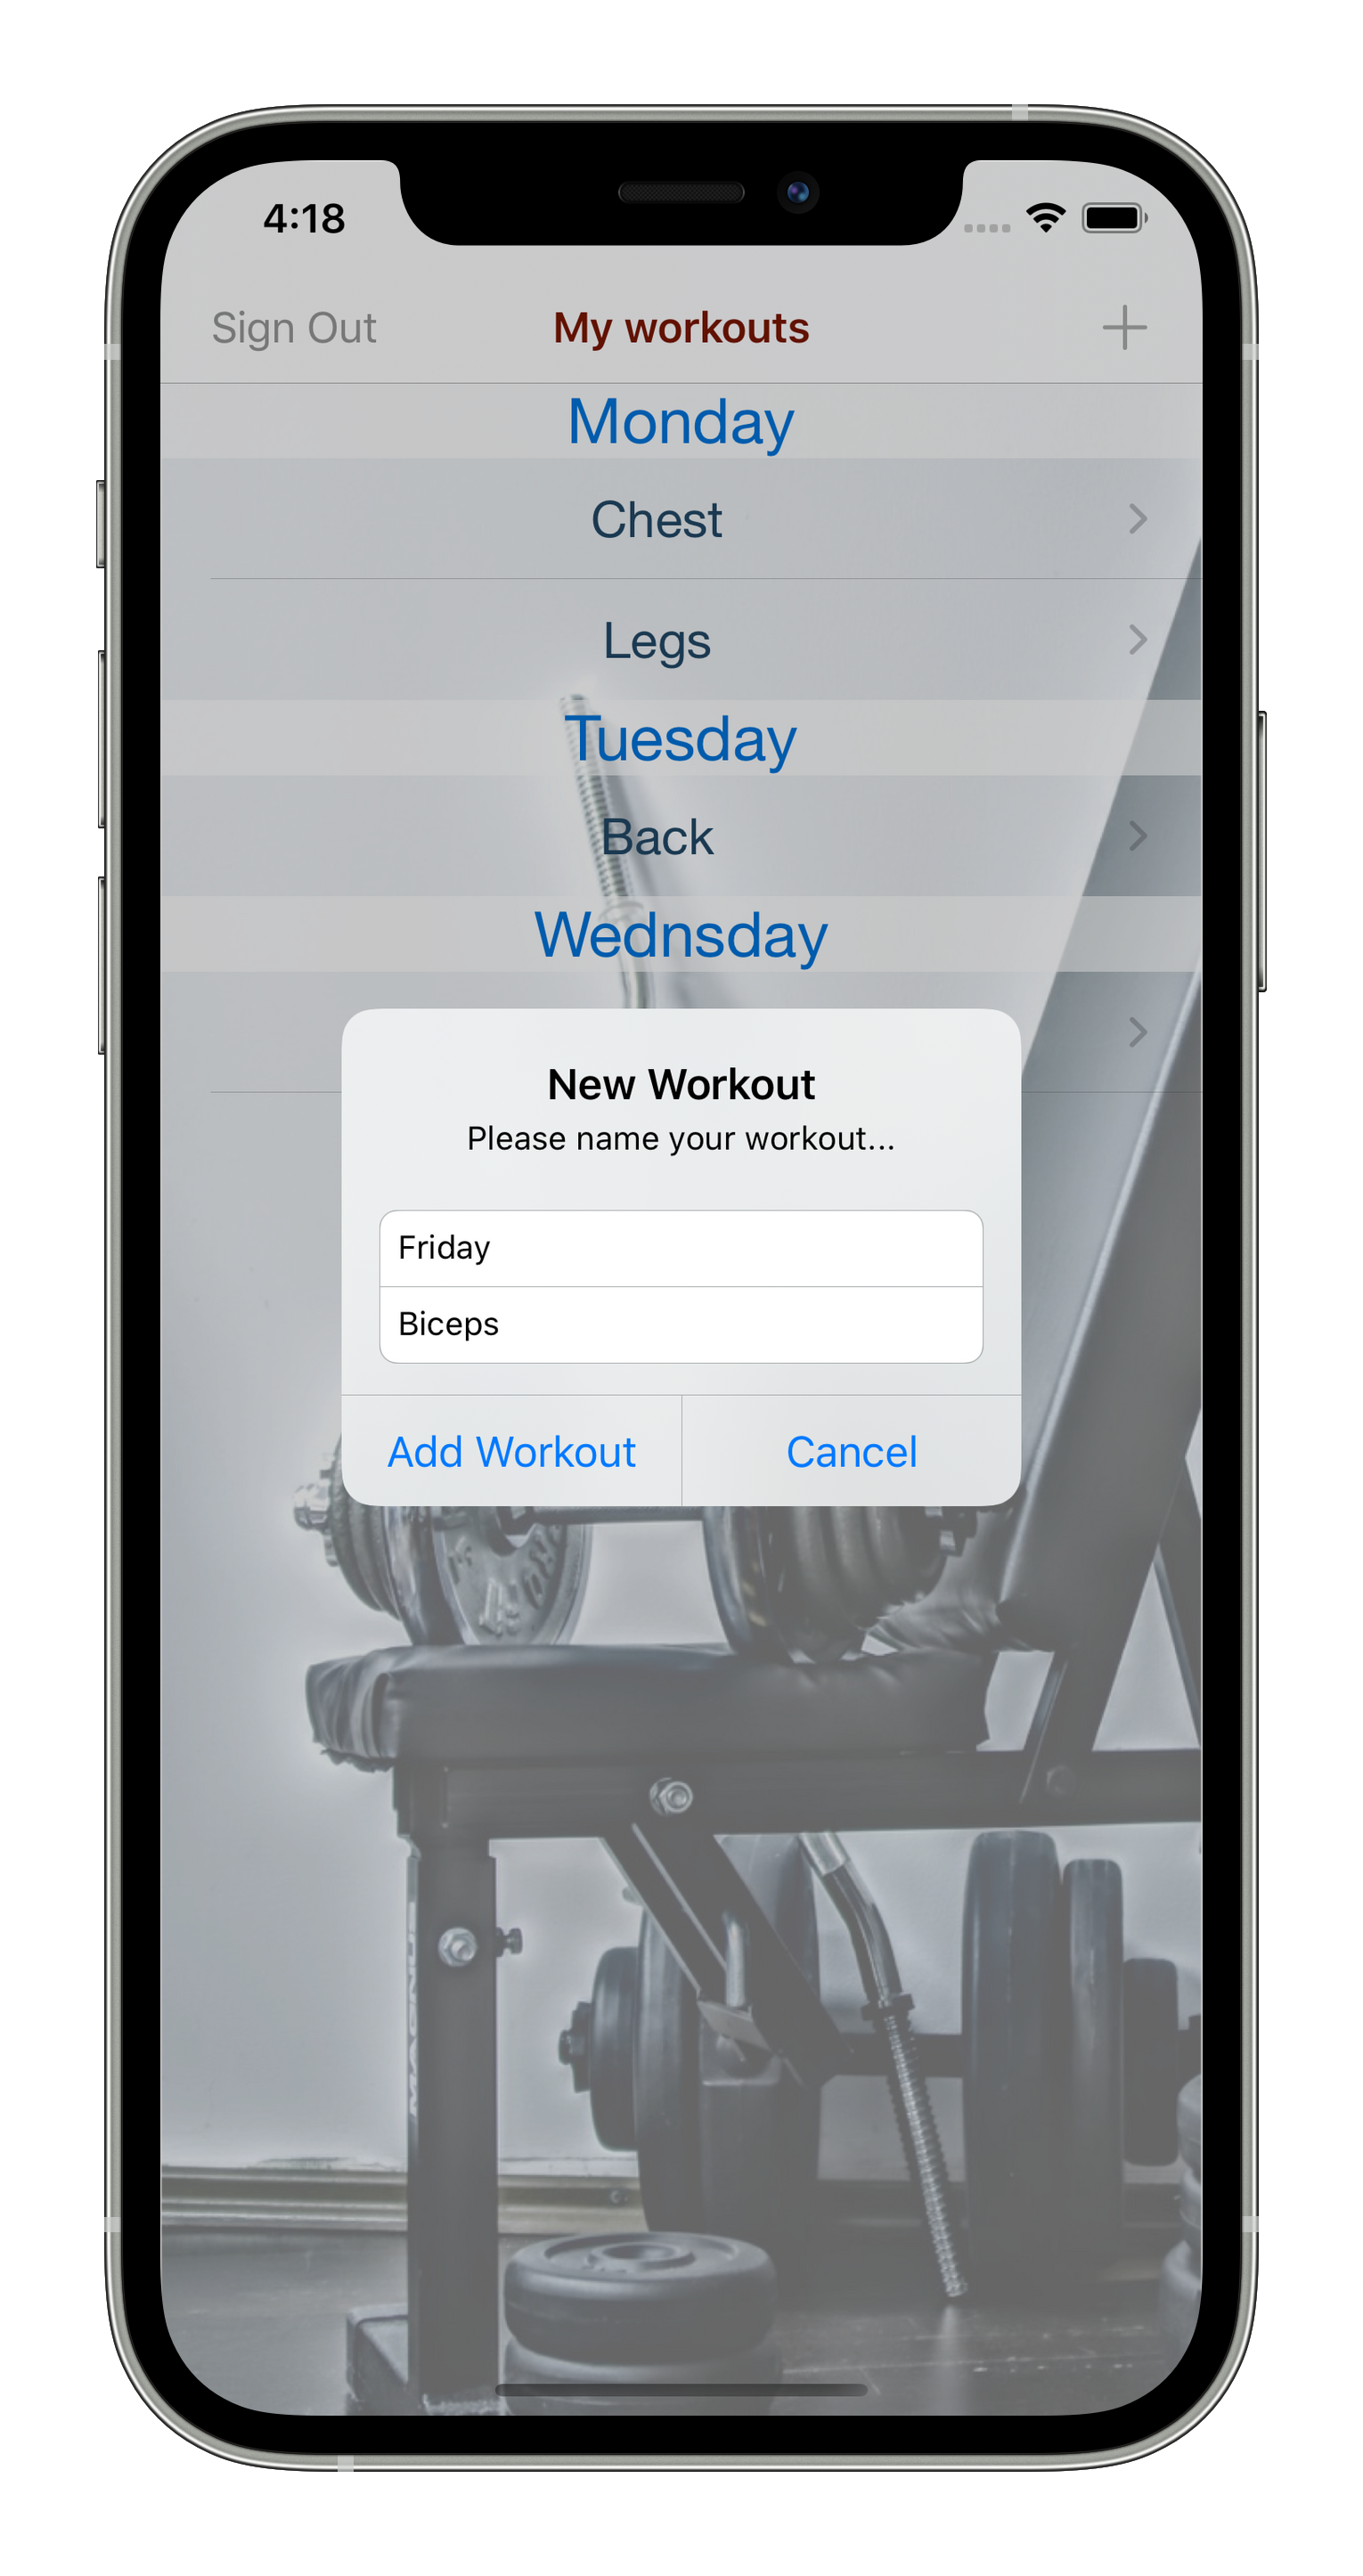 4:18
Sign Out
My workouts
Monday
Chest
Legs
Tuesday
Back
Wednsday
New Workout
Please name your workout...
Friday
Biceps
Add Workout
Cancel